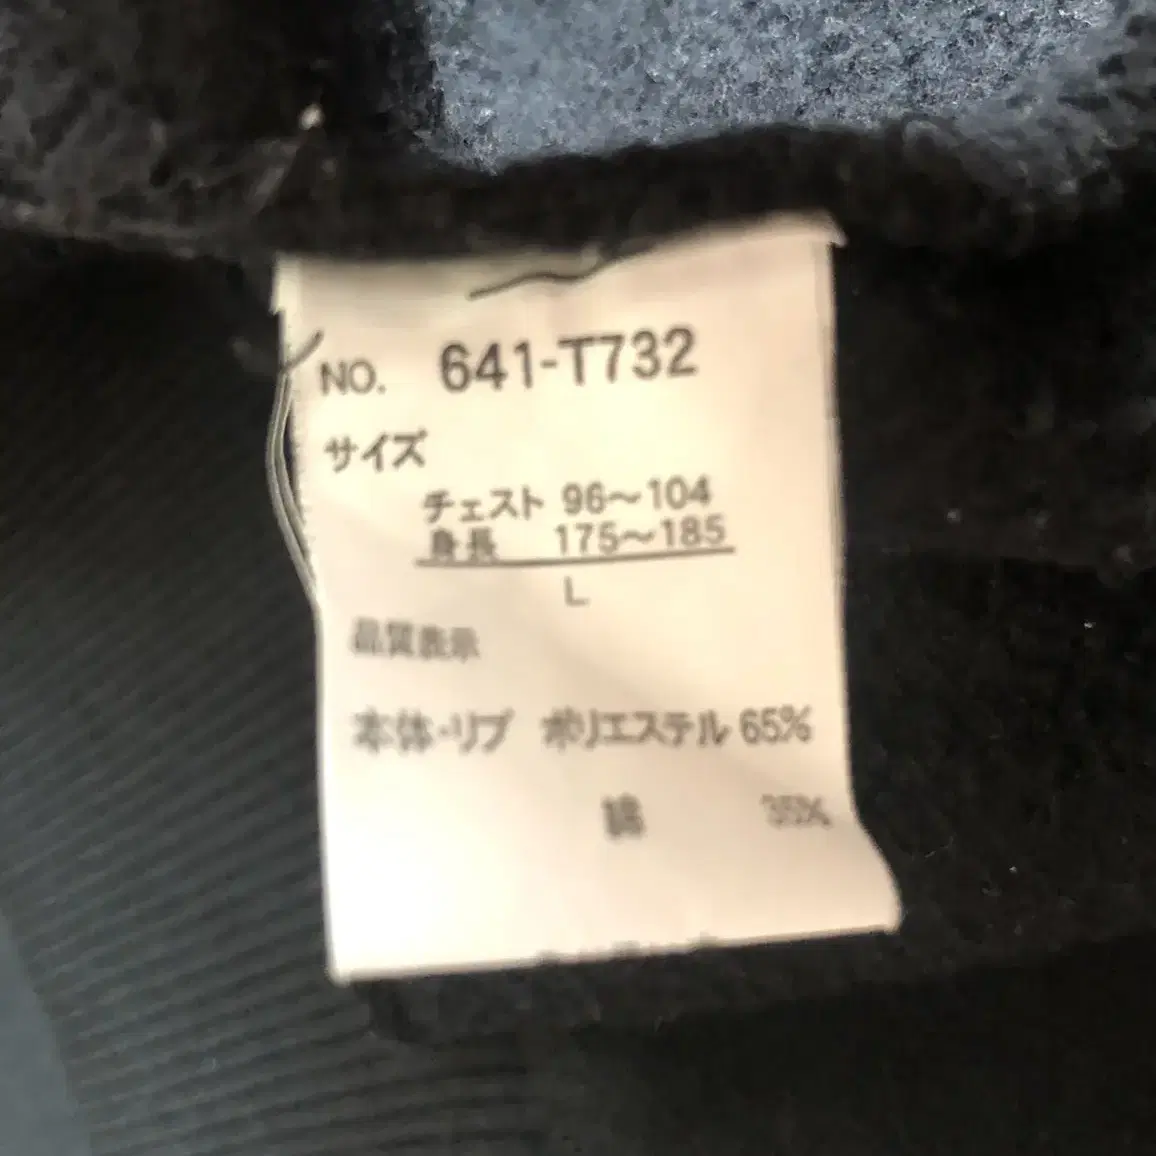 NO. 641-T732
サイズ
チェスト 96～104
身長 175～185
L
品質表示
本体・リブ ポリエステル 65%
綿 35%